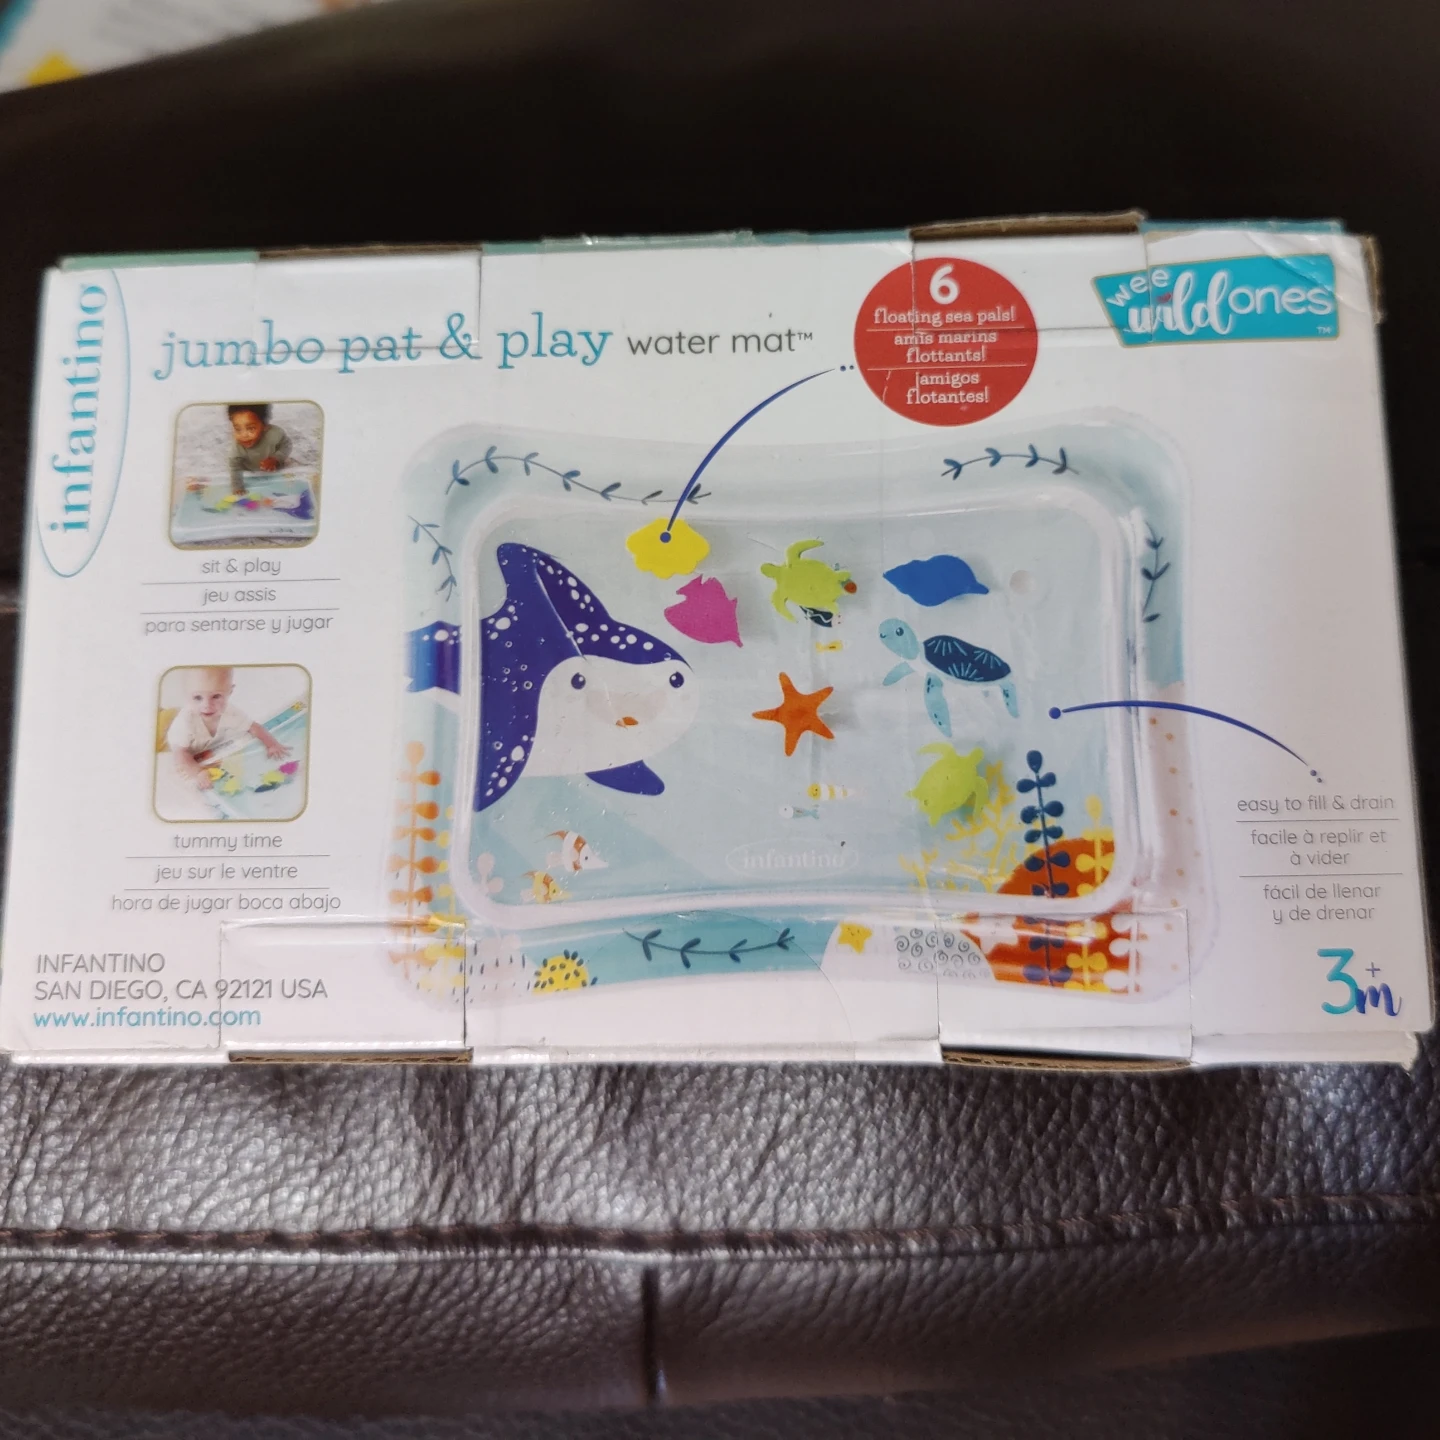 infantino
jumbo pat & play water mat™
6
floating sea pals!
amis marins
flottants!
¡amigos
flotantes!
wee
wild ones™
sit & play
jeu assis
para sentarse y jugar
tummy time
jeu sur le ventre
hora de jugar boca abajo
infantino
easy to fill & drain
facile à replir et
à vider
fácil de llenar
y de drenar
3m+
INFANTINO
SAN DIEGO, CA 92121 USA
www.infantino.com